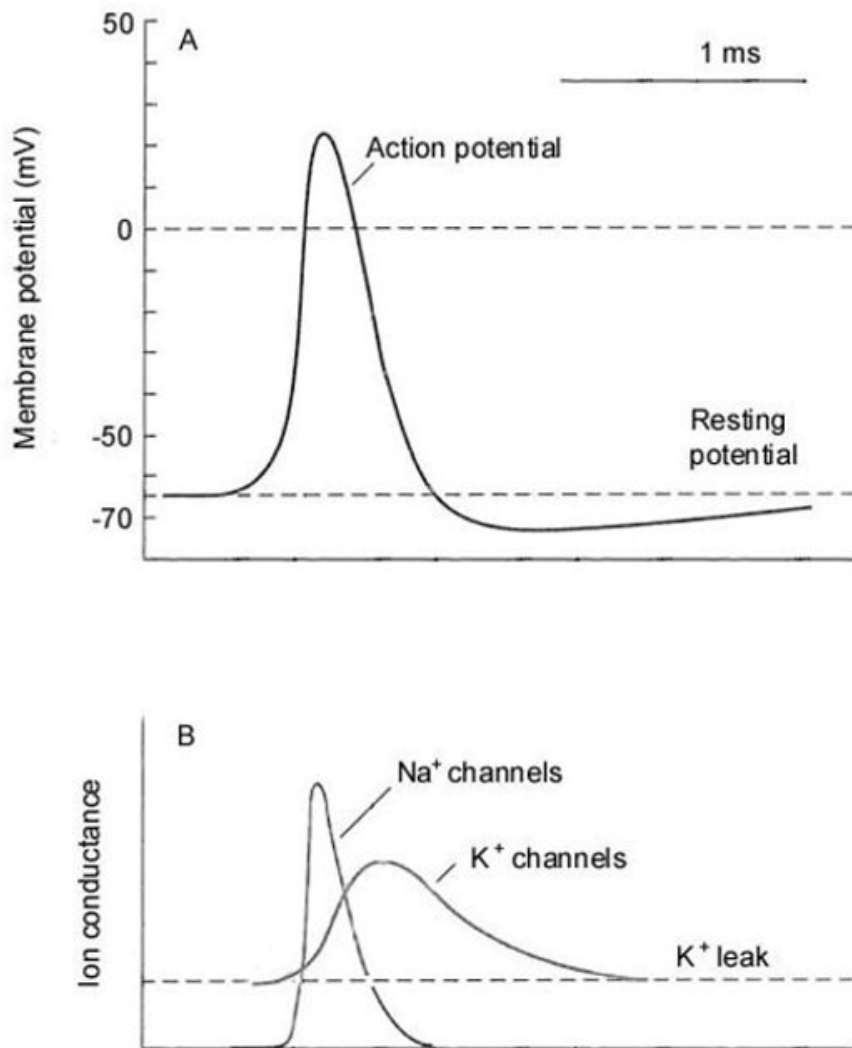 A
1 ms
Action potential
Membrane potential (mV)
50
0
-50
-70
Resting
potential
B
Na⁺ channels
K⁺ channels
K⁺ leak
Ion conductance